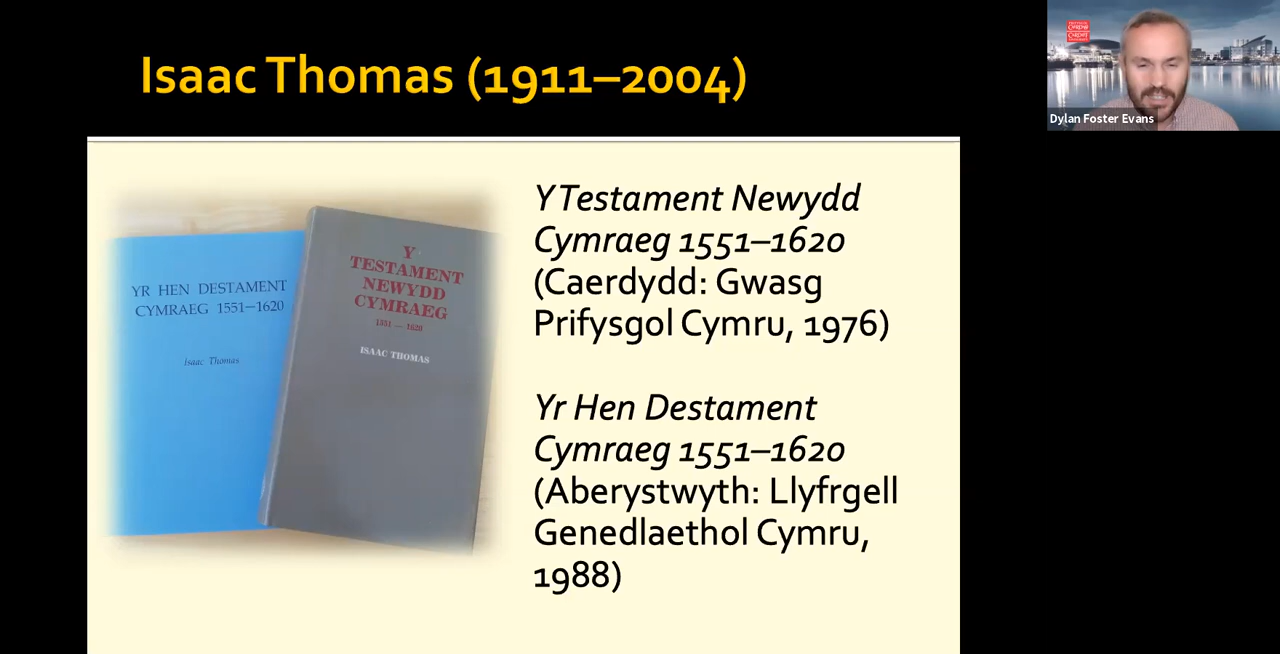 Isaac Thomas (1911–2004)
Y Testament Newydd
Cymraeg 1551–1620
(Caerdydd: Gwasg
Prifysgol Cymru, 1976)
Yr Hen Destament
Cymraeg 1551–1620
(Aberystwyth: Llyfrgell
Genedlaethol Cymru,
1988)
YR HEN DESTAMENT
CYMRAEG 1551–1620
Isaac Thomas
Y
TESTAMENT
NEWYDD
CYMRAEG
1551 — 1620
ISAAC THOMAS
Dylan Foster Evans